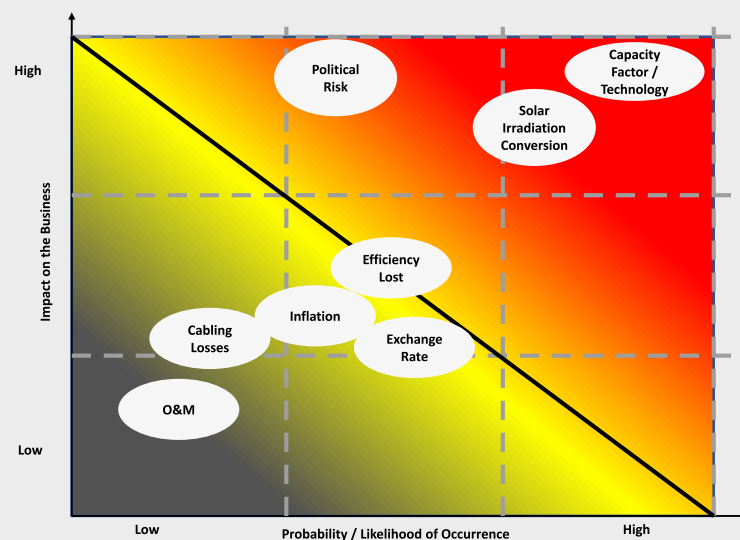 High
Political
Risk
Capacity
Factor /
Technology
Solar
Irradiation
Conversion
Impact on the Business
Efficiency
Lost
Inflation
Cabling
Losses
Exchange
Rate
O&M
Low
Low
Probability / Likelihood of Occurrence
High